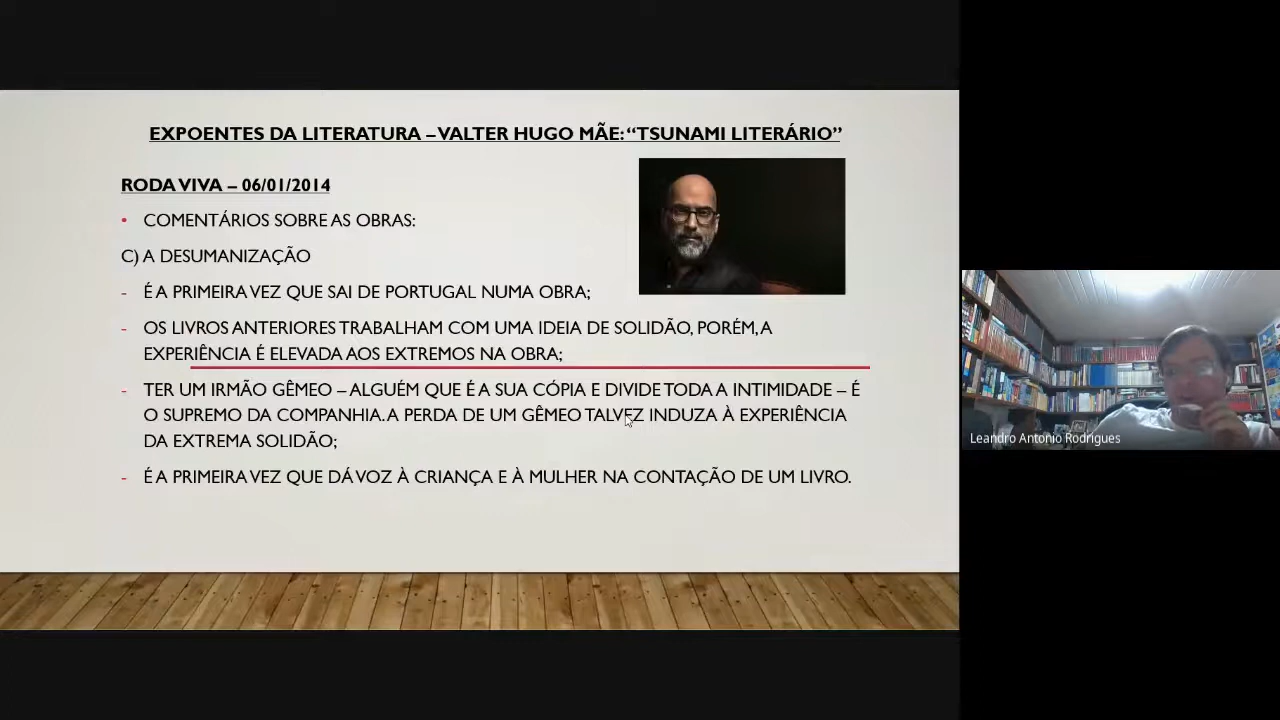 EXPOENTES DA LITERATURA – VALTER HUGO MÃE: “TSUNAMI LITERÁRIO”
RODA VIVA – 06/01/2014
• COMENTÁRIOS SOBRE AS OBRAS:
C) A DESUMANIZAÇÃO
- É A PRIMEIRA VEZ QUE SAI DE PORTUGAL NUMA OBRA;
- OS LIVROS ANTERIORES TRABALHAM COM UMA IDEIA DE SOLIDÃO, PORÉM, A
EXPERIÊNCIA É ELEVADA AOS EXTREMOS NA OBRA;
- TER UM IRMÃO GÊMEO – ALGUÉM QUE É A SUA CÓPIA E DIVIDE TODA A INTIMIDADE – É
O SUPREMO DA COMPANHIA. A PERDA DE UM GÊMEO TALVEZ INDUZA À EXPERIÊNCIA
DA EXTREMA SOLIDÃO;
- É A PRIMEIRA VEZ QUE DÁ VOZ À CRIANÇA E À MULHER NA CONTAÇÃO DE UM LIVRO.
Leandro Antonio Rodrigues